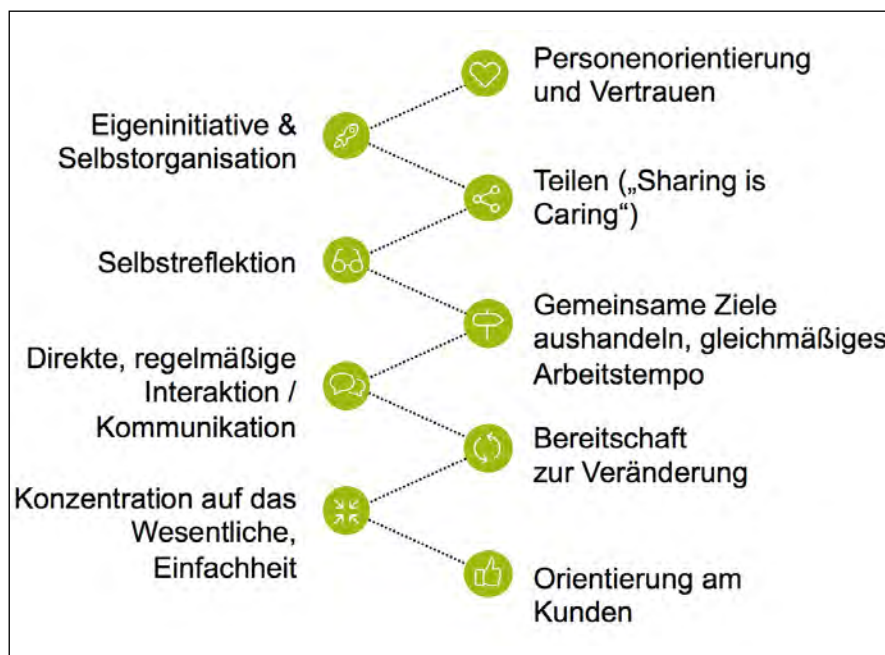 Personenorientierung
und Vertrauen
Eigeninitiative &
Selbstorganisation
Teilen („Sharing is
Caring“)
Selbstreflektion
Gemeinsame Ziele
aushandeln, gleichmäßiges
Arbeitstempo
Direkte, regelmäßige
Interaktion /
Kommunikation
Bereitschaft
zur Veränderung
Konzentration auf das
Wesentliche,
Einfachheit
Orientierung am
Kunden